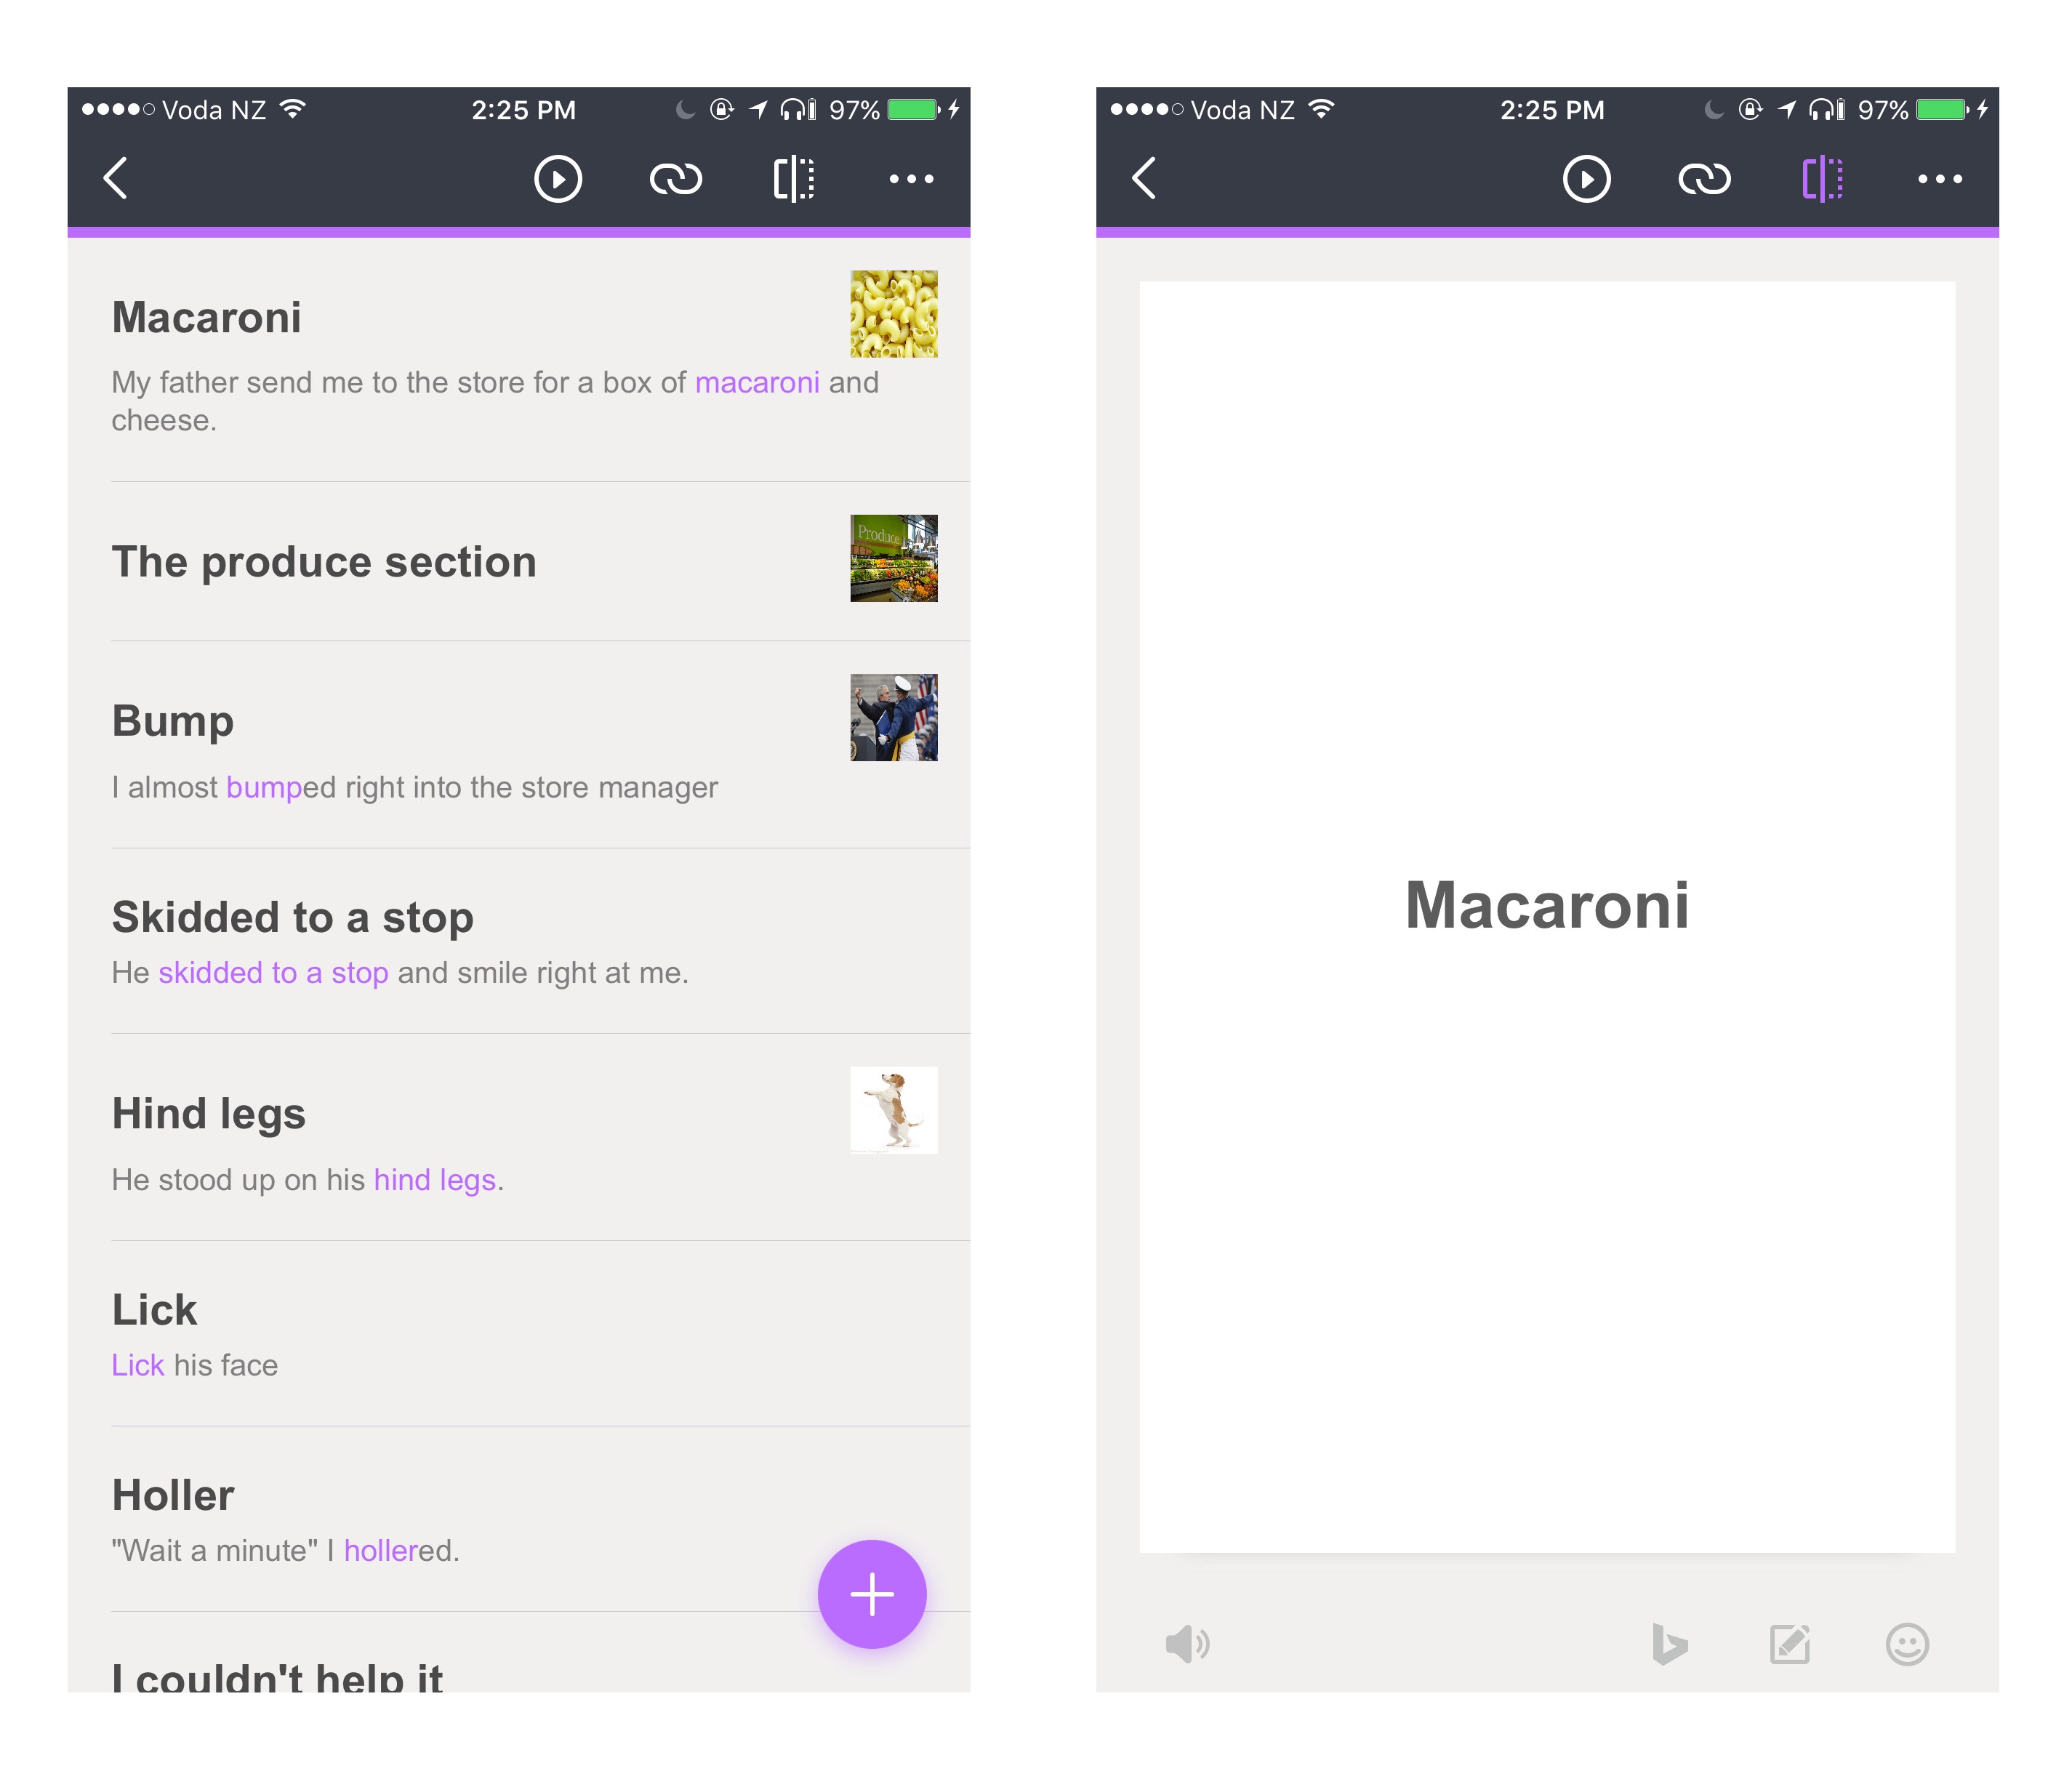 Voda NZ 2:25 PM 97%
Macaroni
My father send me to the store for a box of macaroni and
cheese.
The produce section
Produce
Bump
I almost bumped right into the store manager
Skidded to a stop
He skidded to a stop and smile right at me.
Hind legs
He stood up on his hind legs.
Lick
Lick his face
Holler
"Wait a minute" I hollered.
I couldn't help it
Voda NZ 2:25 PM 97%
Macaroni